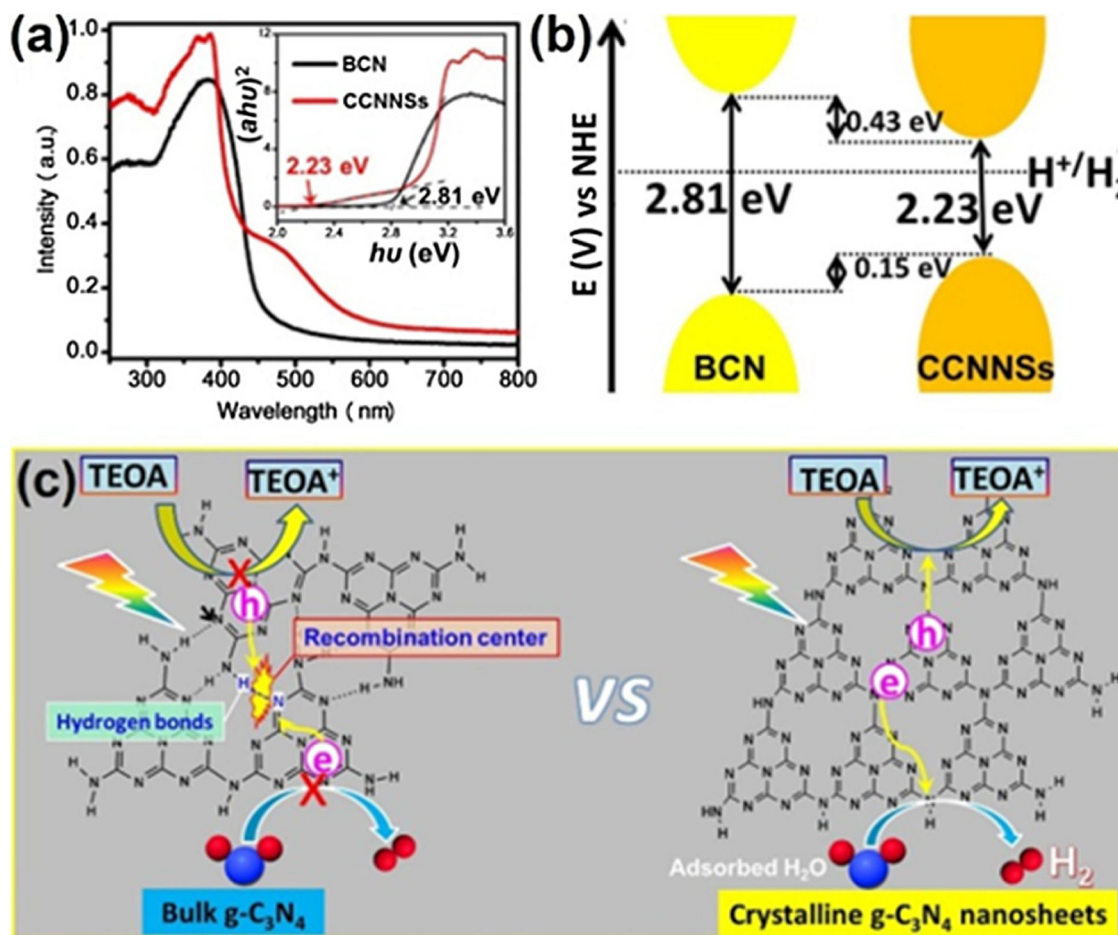 (a)
1.0
0.8
0.6
0.4
0.2
0.0
Intensity (a.u.)
300 400 500 600 700 800
Wavelength (nm)
BCN
CCNNSs
(ahυ)²
12
8
4
0
2.23 eV
2.81 eV
2.0 2.4 2.8 3.2 3.6
hυ (eV)
(b)
E (V) vs NHE
0.43 eV
H⁺/H
2.81 eV
2.23 eV
0.15 eV
BCN
CCNNSs
(c)
TEOA
TEOA⁺
X
h
Recombination center
H
N
Hydrogen bonds
e
X
Bulk g-C₃N₄
VS
TEOA
TEOA⁺
h
e
Adsorbed H₂O
H₂
Crystalline g-C₃N₄ nanosheets